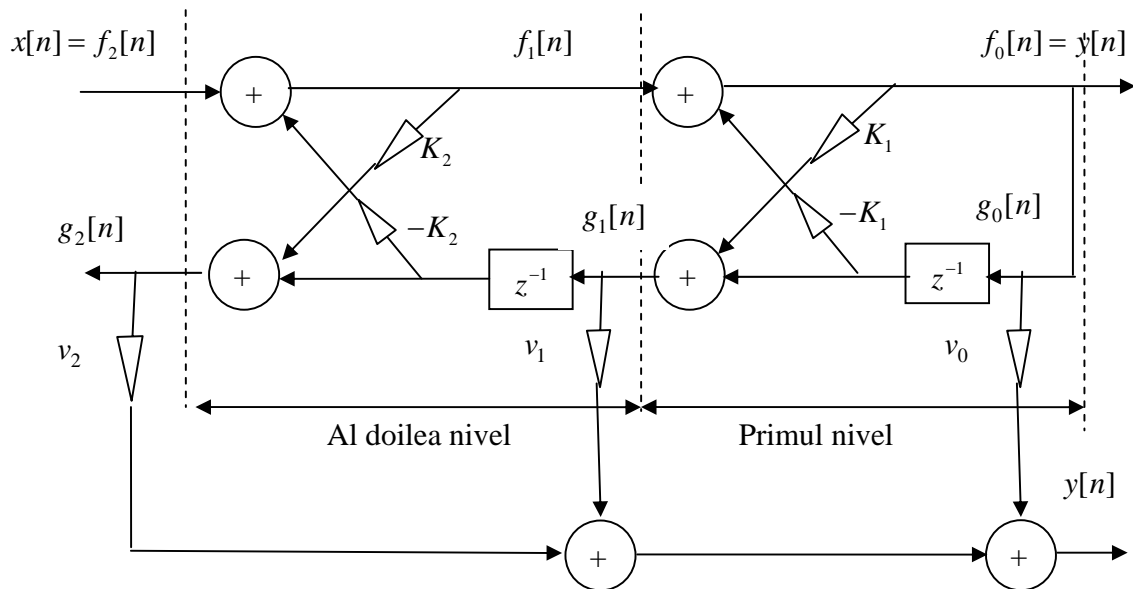 x[n] = f₂[n] f₁[n] f₀[n] = y[n]
+ +
K₂ K₁
g₂[n] −K₂ g₁[n] −K₁ g₀[n]
+ z⁻¹ + z⁻¹
v₂ v₁ v₀
Al doilea nivel Primul nivel
y[n]
+ +